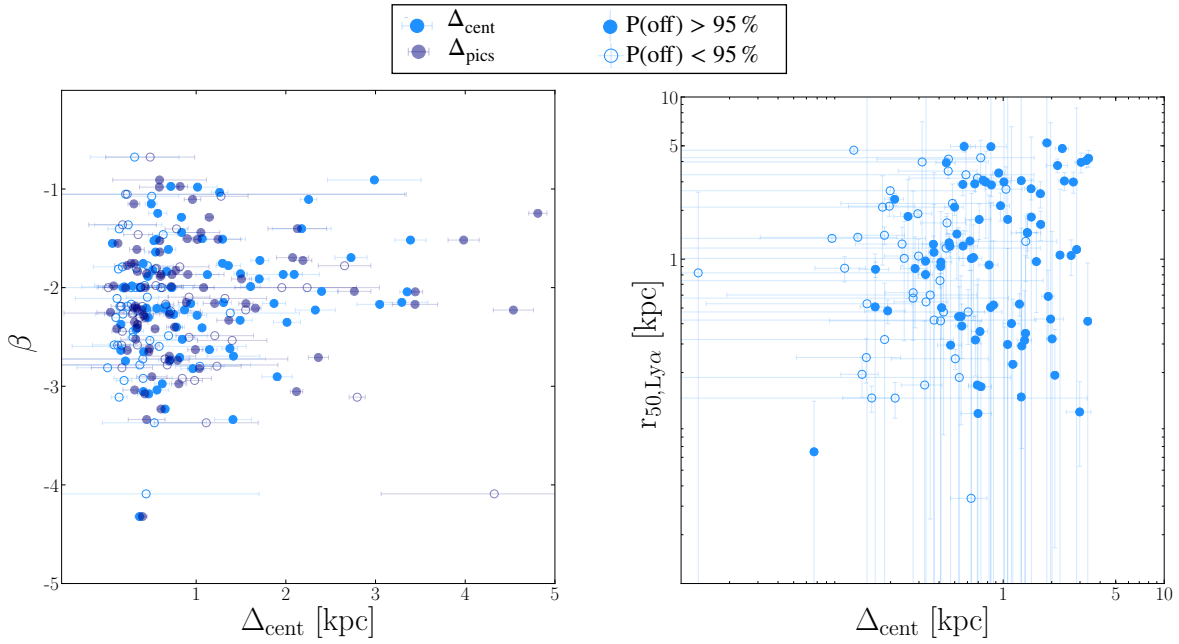 Δcent P(off) > 95 %
Δpics P(off) < 95 %
-1
-2
-3
-4
-5
β
1 2 3 4 5
Δcent [kpc]
10
5
1
r50,Lyα [kpc]
1 5 10
Δcent [kpc]